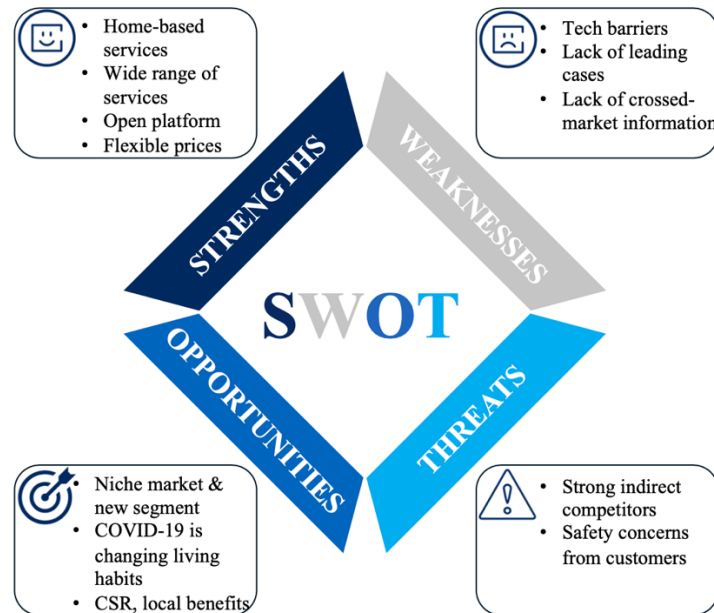 • Home-based
services
• Wide range of
services
• Open platform
• Flexible prices
• Tech barriers
• Lack of leading
cases
• Lack of crossed-
market information
STRENGTHS
WEAKNESSES
SWOT
OPPORTUNITIES
THREATS
• Niche market &
new segment
• COVID-19 is
changing living
habits
• CSR, local benefits
• Strong indirect
competitors
• Safety concerns
from customers